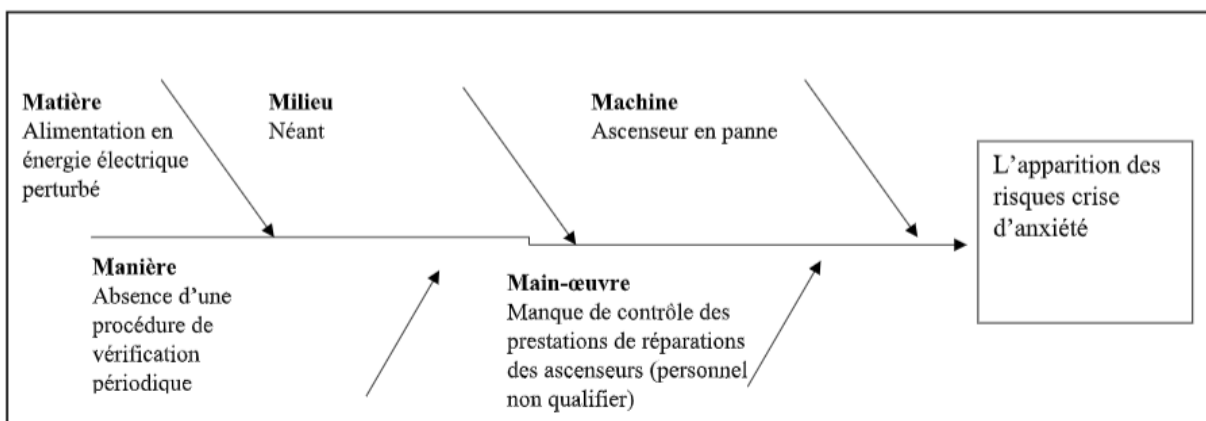 Matière
Alimentation en
énergie électrique
perturbé
Milieu
Néant
Machine
Ascenseur en panne
L’apparition des
risques crise
d’anxiété
Manière
Absence d’une
procédure de
vérification
périodique
Main-œuvre
Manque de contrôle des
prestations de réparations
des ascenseurs (personnel
non qualifier)